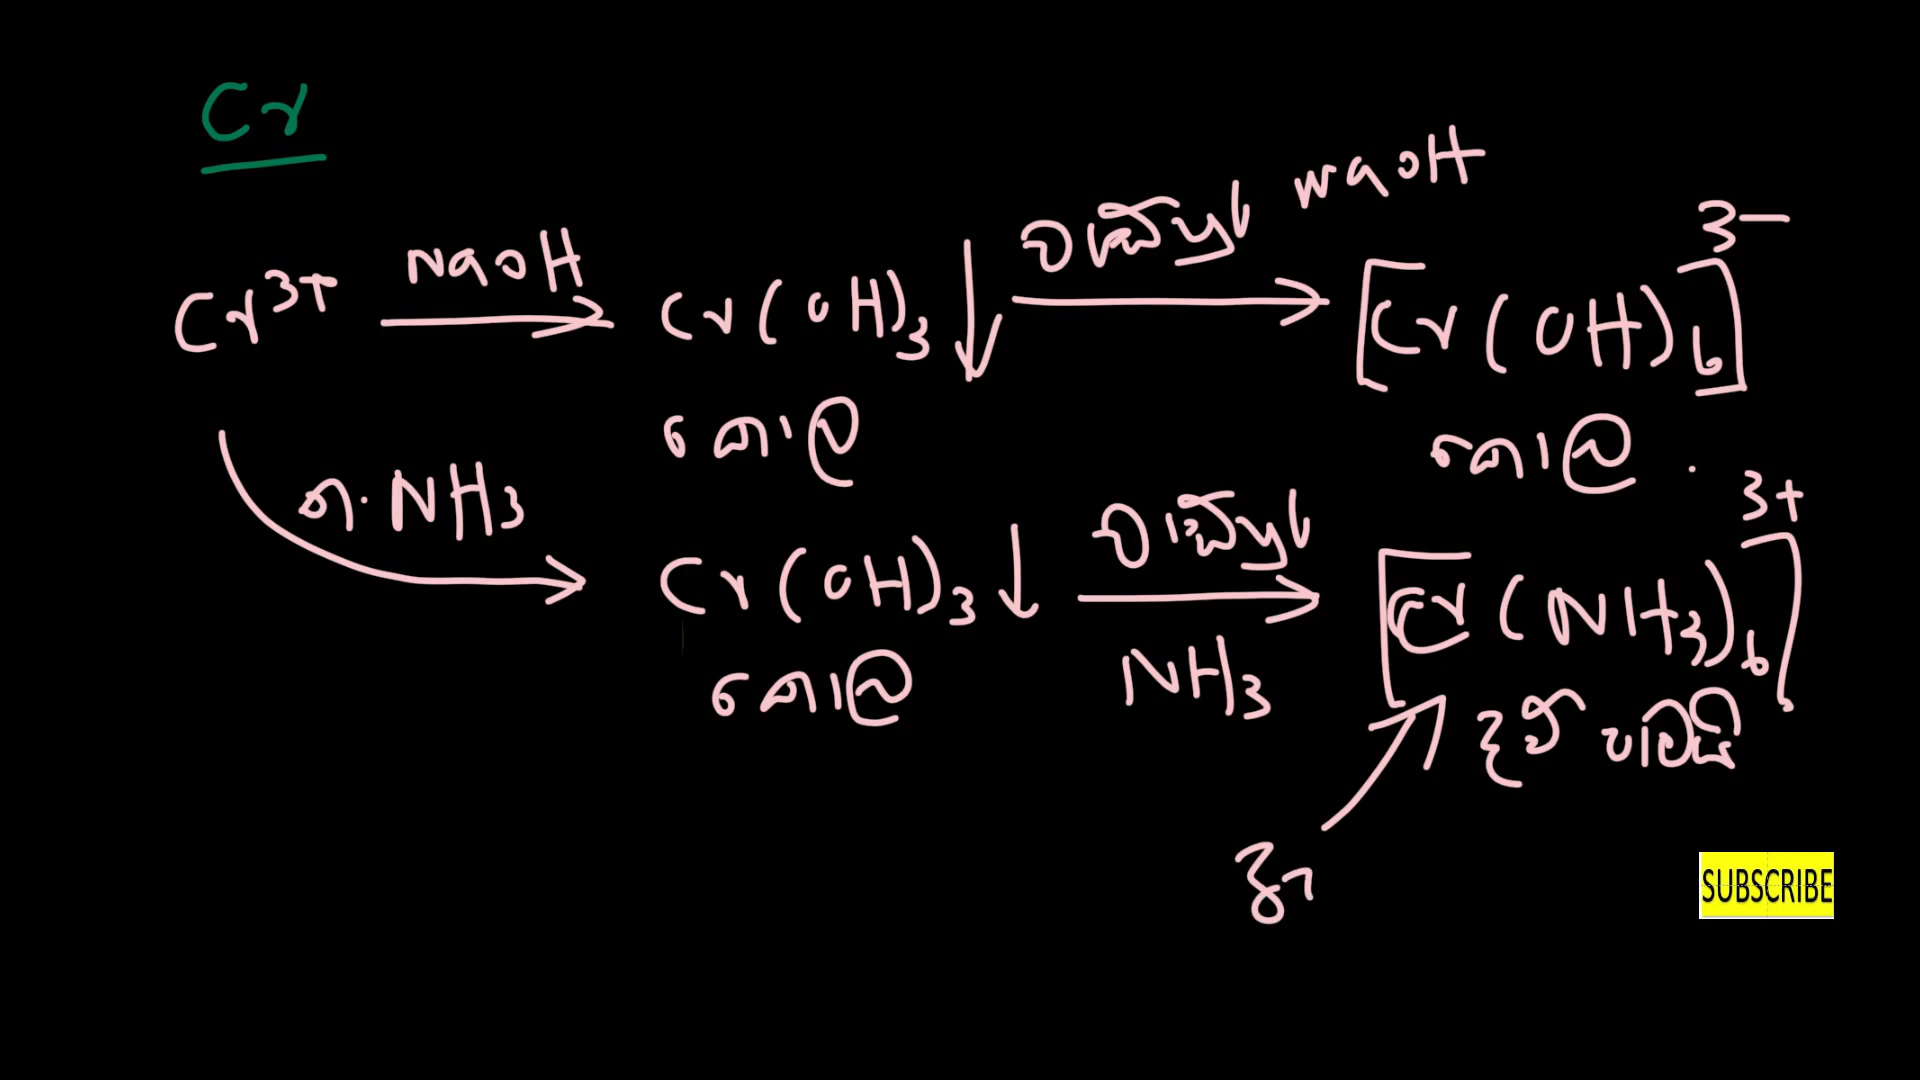 Cr
Cr³⁺ NaOH Cr(OH)₃↓ වැඩිපුර NaOH [Cr(OH)₆]³⁻
කොළ කොළ
ත. NH₃ Cr(OH)₃↓ වැඩිපුර NH₃ [Cr(NH₃)₆]³⁺
කොළ
SUBSCRIBE